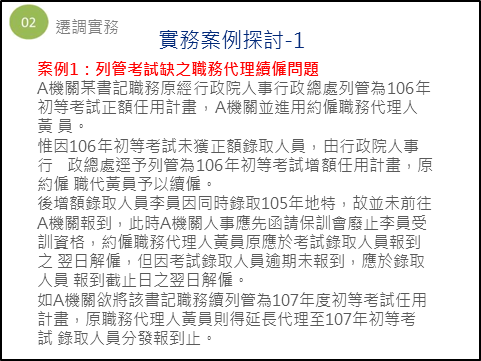 02
遷調實務
實務案例探討-1
案例1：列管考試缺之職務代理續僱問題
A機關某書記職務原經行政院人事行政總處列管為106年
初等考試正額任用計畫，A機關並進用約僱職務代理人
黃 員。
惟因106年初等考試未獲正額錄取人員，由行政院人事
行　政總處逕予列管為106年初等考試增額任用計畫，原
約僱 職代黃員予以續僱。
後增額錄取人員李員因同時錄取105年地特，故並未前往
A機關報到，此時A機關人事應先函請保訓會廢止李員受
訓資格，約僱職務代理人黃員原應於考試錄取人員報到
之 翌日解僱，但因考試錄取人員逾期未報到，應於錄取
人員 報到截止日之翌日解僱。
如A機關欲將該書記職務續列管為107年度初等考試任用
計畫，原職務代理人黃員則得延長代理至107年初等考
試 錄取人員分發報到止。